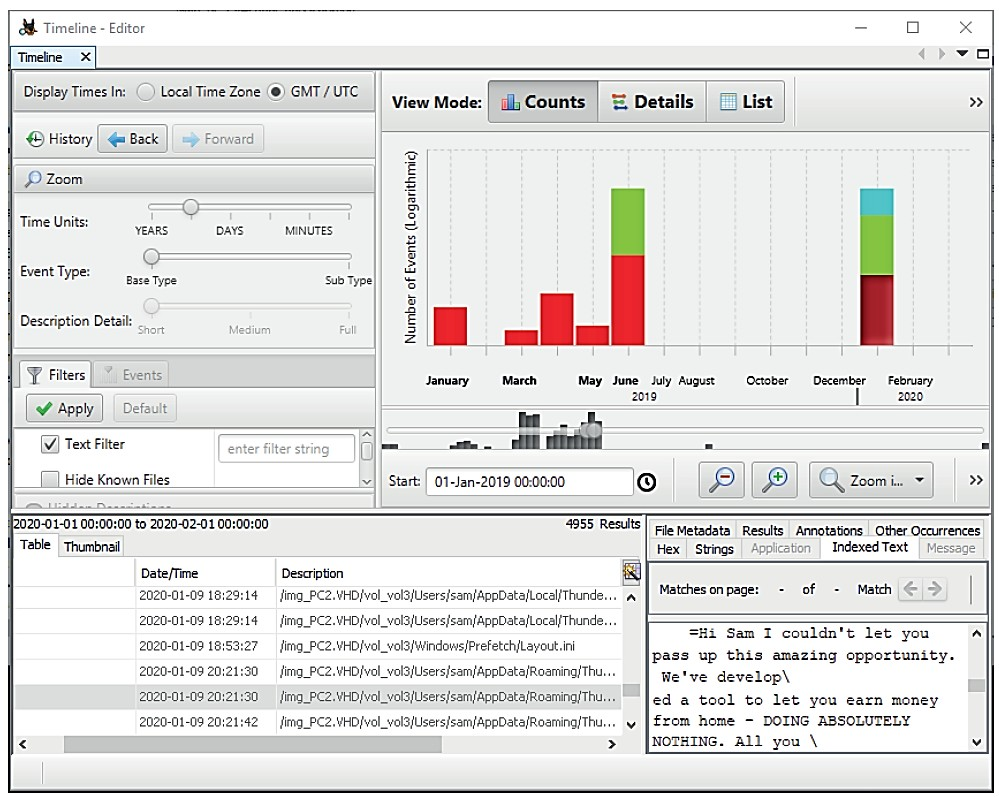 Timeline - Editor
Timeline X
Display Times In: Local Time Zone GMT / UTC
History Back Forward
Zoom
Time Units:
YEARS DAYS MINUTES
Event Type:
Base Type Sub Type
Description Detail:
Short Medium Full
Filters Events
Apply Default
Text Filter enter filter string
Hide Known Files
Hidden Descriptions
View Mode: Counts Details List »
Number of Events (Logarithmic)
January March May June July August October December February
2019 2020
Start: 01-Jan-2019 00:00:00 Zoom i... »
2020-01-01 00:00:00 to 2020-02-01 00:00:00 4955 Results
Table Thumbnail
Date/Time Description
2020-01-09 18:29:14 /img_PC2.VHD/vol_vol3/Users/sam/AppData/Local/Thunde...
2020-01-09 18:29:14 /img_PC2.VHD/vol_vol3/Users/sam/AppData/Local/Thunde...
2020-01-09 18:53:27 /img_PC2.VHD/vol_vol3/Windows/Prefetch/Layout.ini
2020-01-09 20:21:30 /img_PC2.VHD/vol_vol3/Users/sam/AppData/Roaming/Thu...
2020-01-09 20:21:30 /img_PC2.VHD/vol_vol3/Users/sam/AppData/Roaming/Thu...
2020-01-09 20:21:42 /img_PC2.VHD/vol_vol3/Users/sam/AppData/Roaming/Thu...
File Metadata Results Annotations Other Occurrences
Hex Strings Application Indexed Text Message
Matches on page: - of - Match
=Hi Sam I couldn't let you
pass up this amazing opportunity.
We've develop\
ed a tool to let you earn money
from home - DOING ABSOLUTELY
NOTHING. All you \